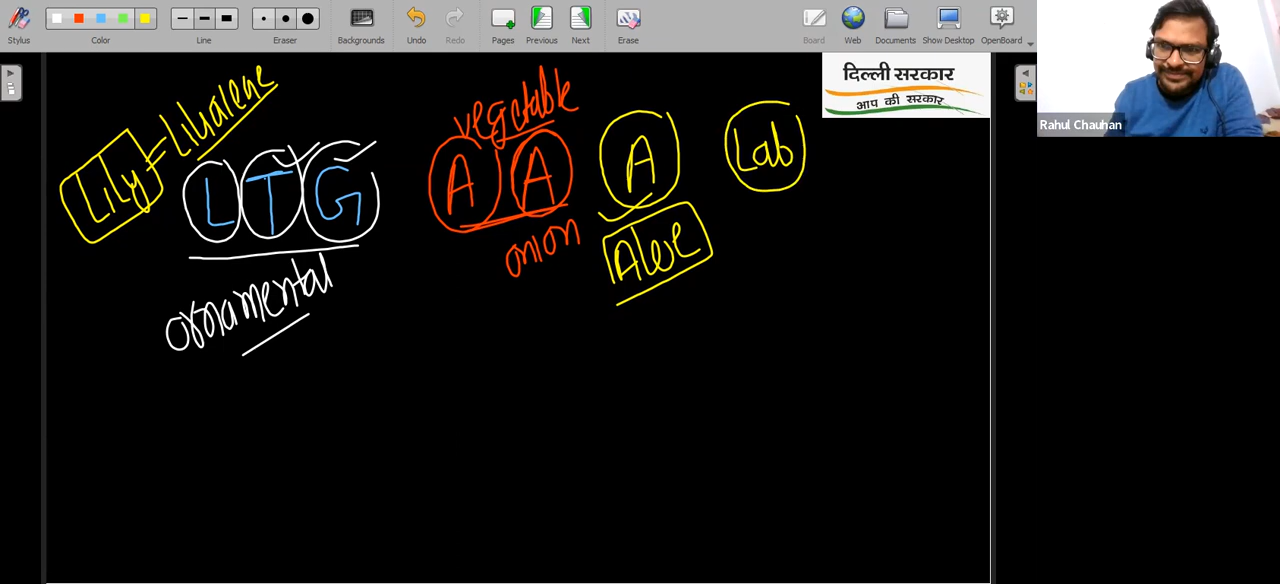 Stylus
Color
Line
Eraser
Backgrounds
Undo
Redo
Pages
Previous
Next
Erase
Board
Web
Documents
Show Desktop
OpenBoard
Rahul Chauhan
दिल्ली सरकार
आप की सरकार
Lily =
L T G
ornamental
vegetable
A A
onion
A
Aloe
Lab